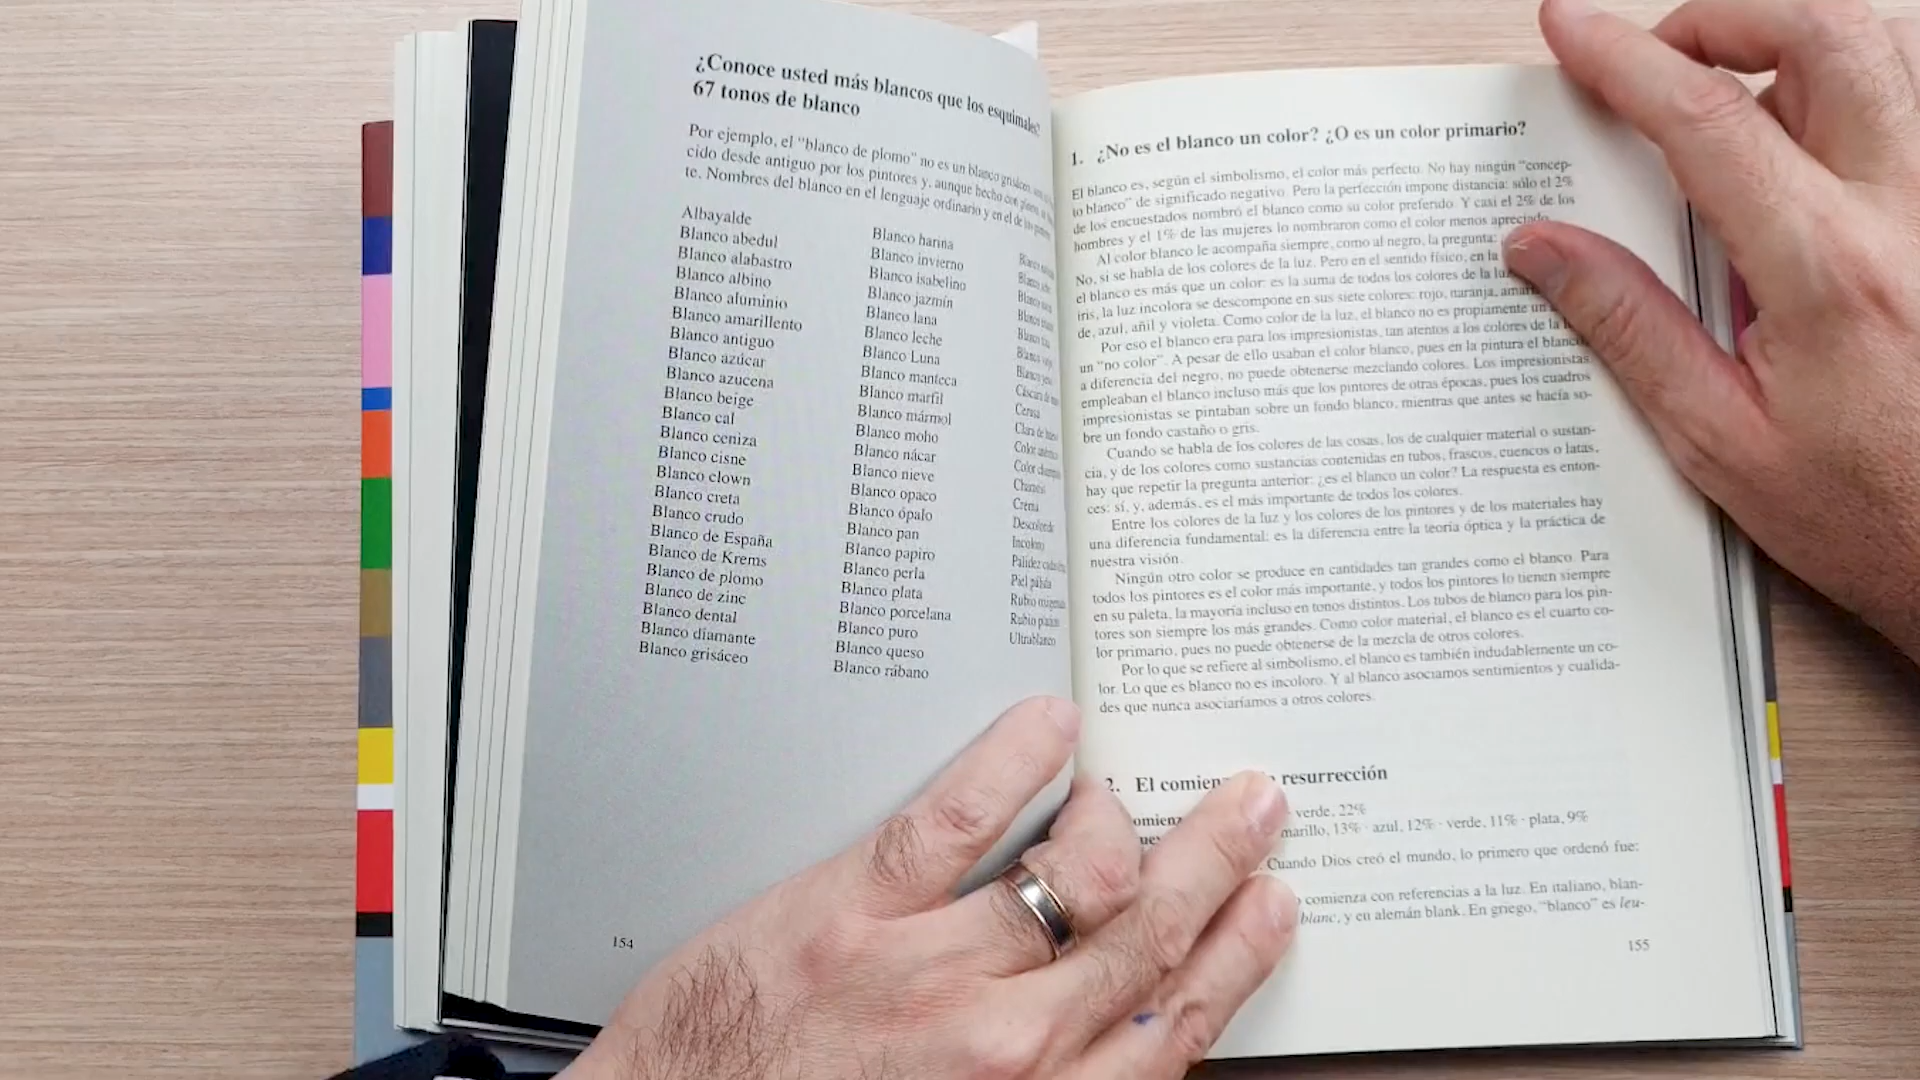 ¿Conoce usted más blancos que los esquimales?
67 tonos de blanco
Por ejemplo, el “blanco de plomo” no es un blanco grisáceo,
cido desde antiguo por los pintores y, aunque hecho con
te. Nombres del blanco en el lenguaje ordinario y en el de los
Albayalde
Blanco abedul
Blanco alabastro
Blanco albino
Blanco aluminio
Blanco amarillento
Blanco antiguo
Blanco azúcar
Blanco azucena
Blanco beige
Blanco cal
Blanco ceniza
Blanco cisne
Blanco clown
Blanco creta
Blanco crudo
Blanco de España
Blanco de Krems
Blanco de plomo
Blanco de zinc
Blanco dental
Blanco diamante
Blanco grisáceo
Blanco harina
Blanco invierno
Blanco isabelino
Blanco jazmín
Blanco lana
Blanco leche
Blanco Luna
Blanco manteca
Blanco marfil
Blanco mármol
Blanco moho
Blanco nácar
Blanco nieve
Blanco opaco
Blanco ópalo
Blanco pan
Blanco papiro
Blanco perla
Blanco plata
Blanco porcelana
Blanco puro
Blanco queso
Blanco rábano
Blanco
Blanco
Blanco
Blanco
Blanco
Blanco
Blanco
Cáscara de
Cerusa
Clara de huevo
Color
Color
Crema
Incoloro
Palidez
Piel pálida
Rubio
Rubio platino
Ultrablanco
154
1. ¿No es el blanco un color? ¿O es un color primario?
El blanco es, según el simbolismo, el color más perfecto. No hay ningún “concep-
to blanco” de significado negativo. Pero la perfección impone distancia: sólo el 2%
de los encuestados nombró el blanco como su color preferido. Y casi el 2% de los
hombres y el 1% de las mujeres lo nombraron como el color menos apreciado.
Al color blanco le acompaña siempre, como al negro, la pregunta:
No, si se habla de los colores de la luz. Pero en el sentido físico, en la
el blanco es más que un color: es la suma de todos los colores de la luz
iris, la luz incolora se descompone en sus siete colores: rojo, naranja,
de, azul, añil y violeta. Como color de la luz, el blanco no es propiamente un
Por eso el blanco era para los impresionistas, tan atentos a los colores de la
un “no color”. A pesar de ello usaban el color blanco, pues en la pintura el blanco,
a diferencia del negro, no puede obtenerse mezclando colores. Los impresionistas
empleaban el blanco incluso más que los pintores de otras épocas, pues los cuadros
impresionistas se pintaban sobre un fondo blanco, mientras que antes se hacía so-
bre un fondo castaño o gris.
Cuando se habla de los colores de las cosas, los de cualquier material o sustan-
cia, y de los colores como sustancias contenidas en tubos, frascos, cuencos o latas,
hay que repetir la pregunta anterior: ¿es el blanco un color? La respuesta es enton-
ces: sí, y, además, es el más importante de todos los colores.
Entre los colores de la luz y los colores de los pintores y de los materiales hay
una diferencia fundamental: es la diferencia entre la teoría óptica y la práctica de
nuestra visión.
Ningún otro color se produce en cantidades tan grandes como el blanco. Para
todos los pintores es el color más importante, y todos los pintores lo tienen siempre
en su paleta, la mayoría incluso en tonos distintos. Los tubos de blanco para los pin-
tores son siempre los más grandes. Como color material, el blanco es el cuarto co-
lor primario, pues no puede obtenerse de la mezcla de otros colores.
Por lo que se refiere al simbolismo, el blanco es también indudablemente un co-
lor. Lo que es blanco no es incoloro. Y al blanco asociamos sentimientos y cualida-
des que nunca asociaríamos a otros colores.
2. El resurrección
verde, 22%
azul, 12% · verde, 11% · plata, 9%
Cuando Dios creó el mundo, lo primero que ordenó fue:
comienza con referencias a la luz. En italiano, blan-
blanc, y en alemán blank. En griego, “blanco” es leu-
155